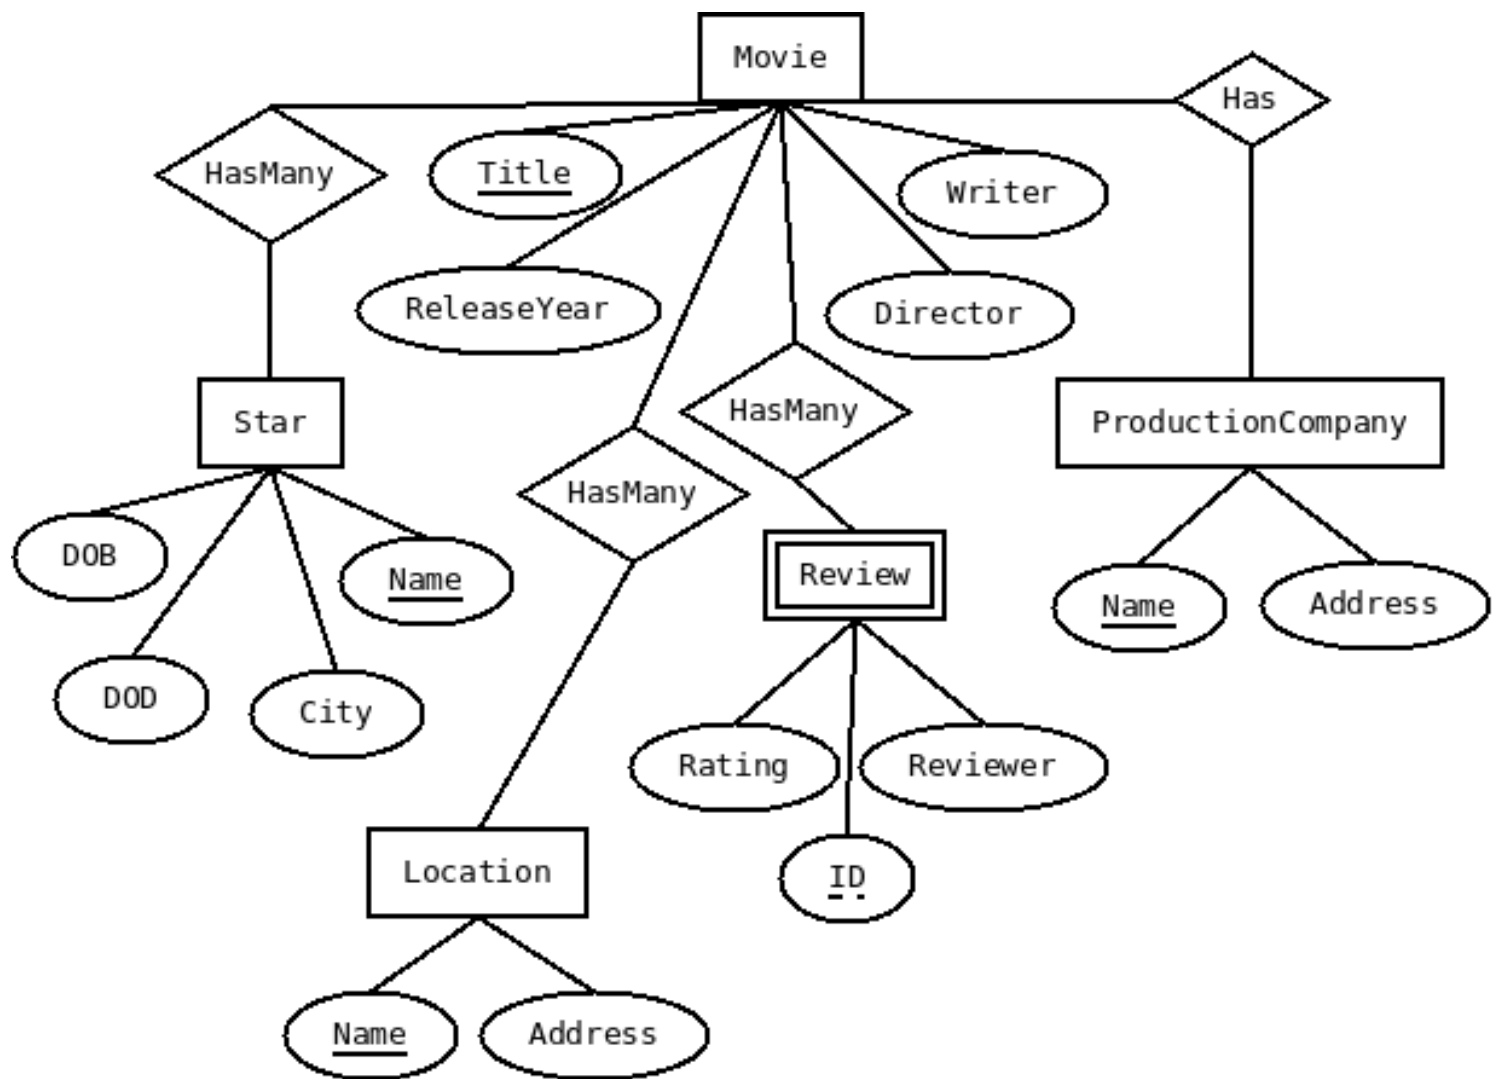 Movie
Has
HasMany
Title
Writer
ReleaseYear
Director
Star
HasMany
ProductionCompany
HasMany
DOB
Name
Review
Name
Address
DOD
City
Rating
Reviewer
Location
ID
Name
Address